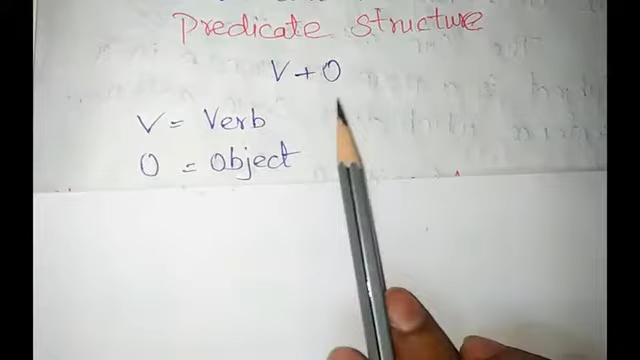 Predicate Structure
V + O
V = Verb
O = Object